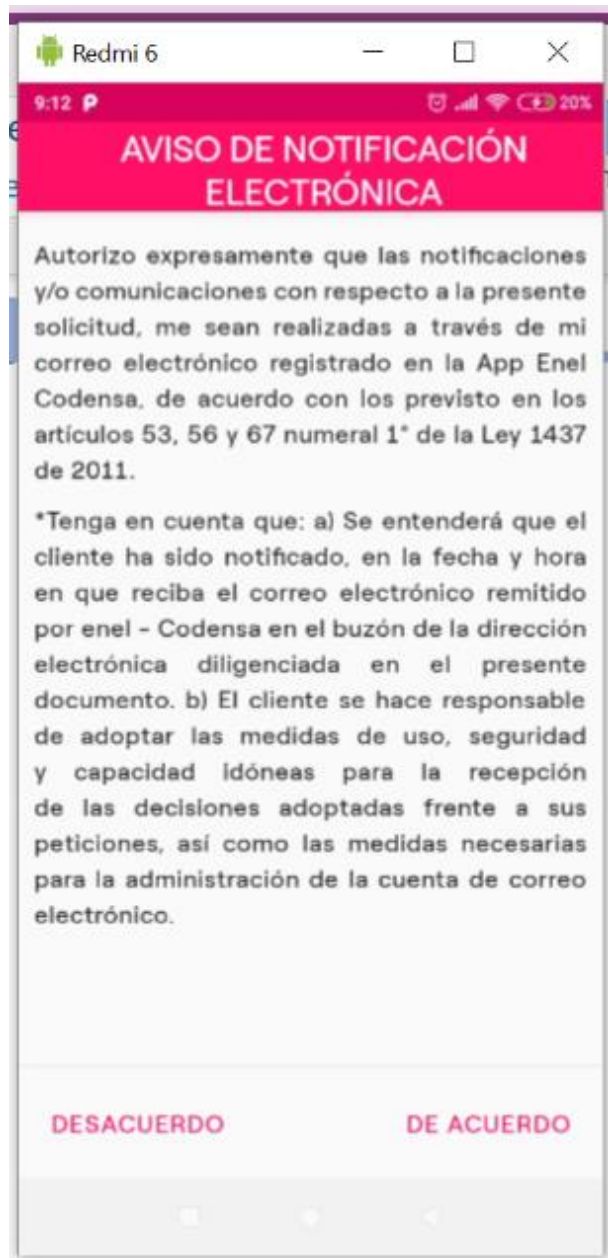 Redmi 6
9:12 P 20%
AVISO DE NOTIFICACIÓN
ELECTRÓNICA
Autorizo expresamente que las notificaciones
y/o comunicaciones con respecto a la presente
solicitud, me sean realizadas a través de mi
correo electrónico registrado en la App Enel
Codensa, de acuerdo con los previsto en los
artículos 53, 56 y 67 numeral 1° de la Ley 1437
de 2011.
*Tenga en cuenta que: a) Se entenderá que el
cliente ha sido notificado, en la fecha y hora
en que reciba el correo electrónico remitido
por enel – Codensa en el buzón de la dirección
electrónica diligenciada en el presente
documento. b) El cliente se hace responsable
de adoptar las medidas de uso, seguridad
y capacidad idóneas para la recepción
de las decisiones adoptadas frente a sus
peticiones, así como las medidas necesarias
para la administración de la cuenta de correo
electrónico.
DESACUERDO DE ACUERDO